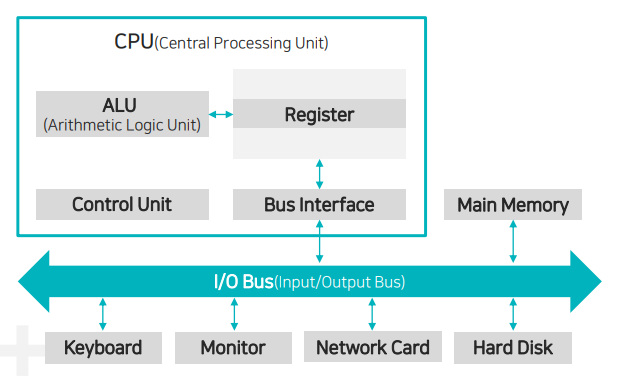 CPU(Central Processing Unit)
ALU
(Arithmetic Logic Unit)
Register
Control Unit
Bus Interface
Main Memory
I/O Bus(Input/Output Bus)
Keyboard
Monitor
Network Card
Hard Disk